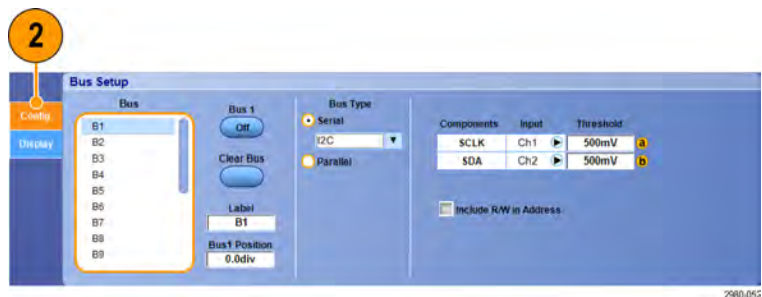 2
Bus Setup
Config
Display
Bus
B1
B2
B3
B4
B5
B6
B7
B8
B9
Bus 1
Off
Clear Bus
Label
B1
Bus1 Position
0.0div
Bus Type
Serial
I2C
Parallel
Components Input Threshold
SCLK Ch1 500mV a
SDA Ch2 500mV b
Include R/W in Address
2980-052